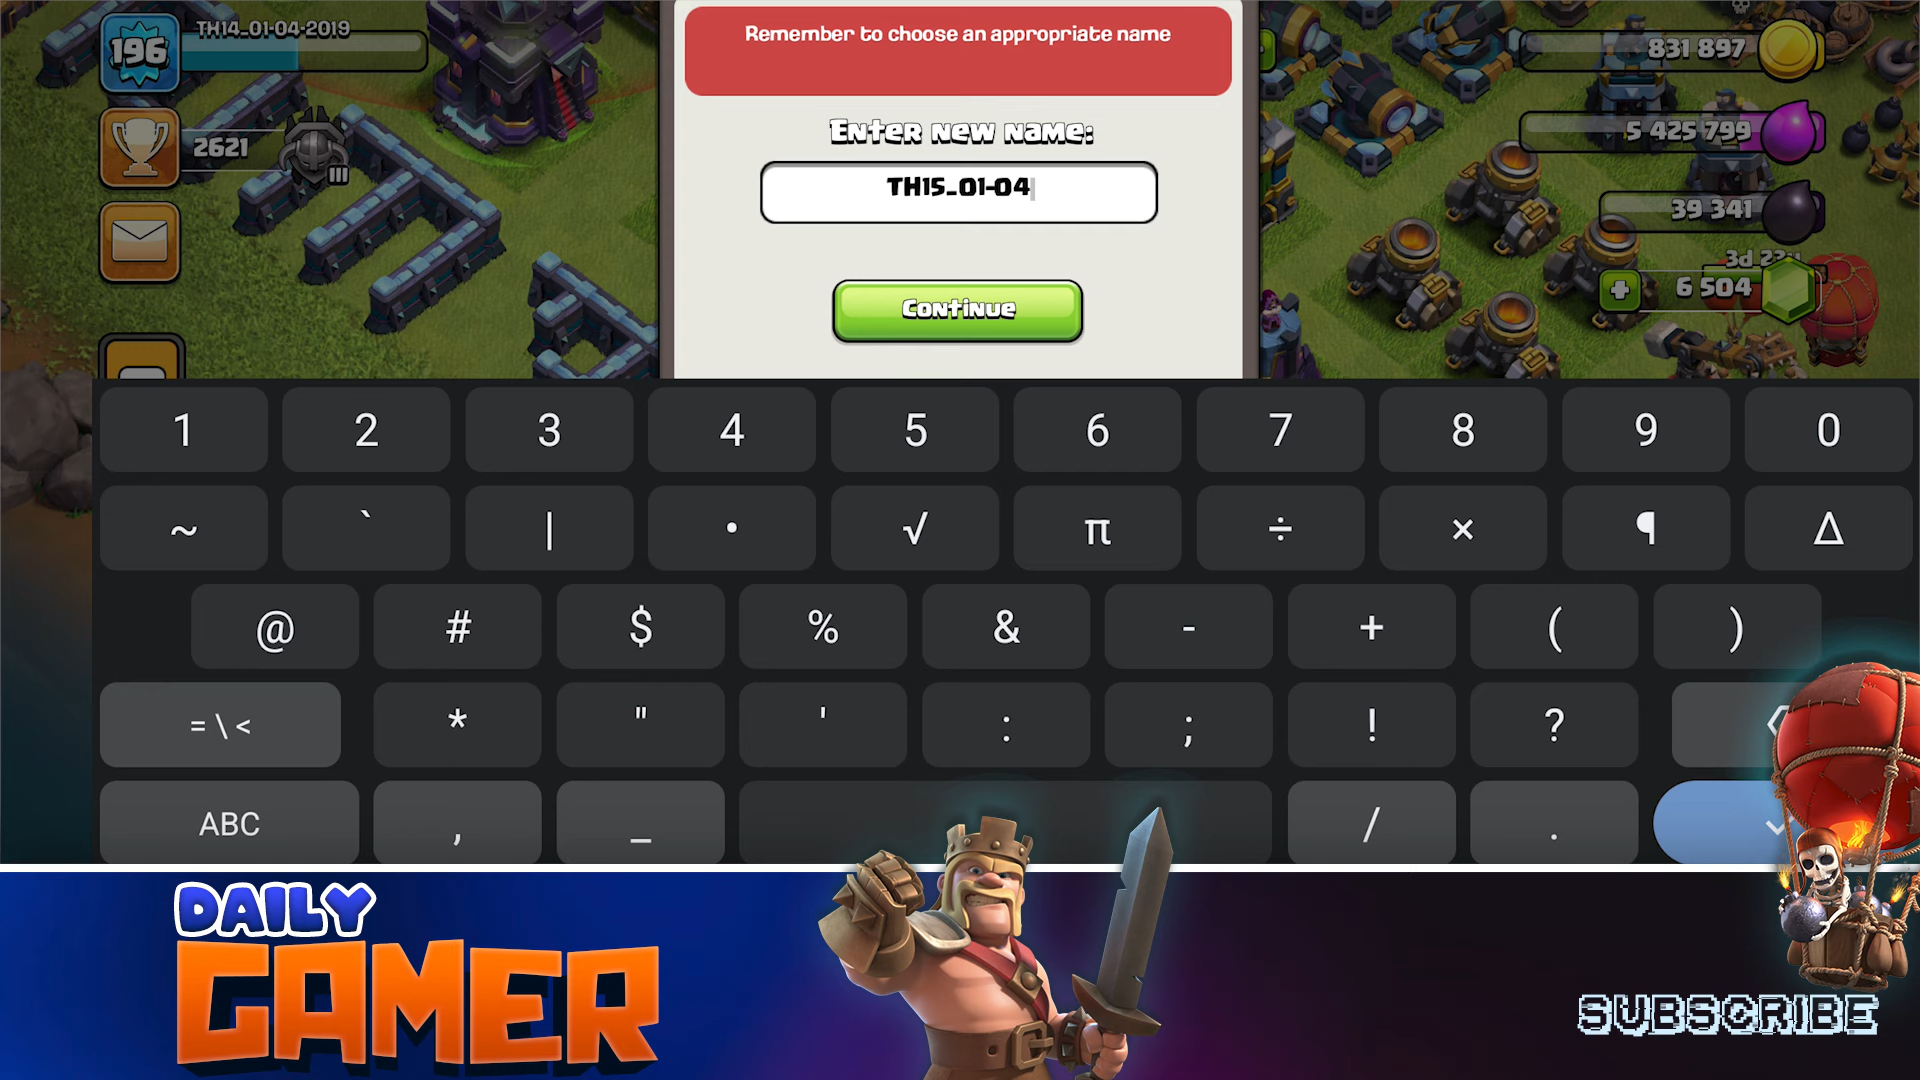 196
TH14_01-04-2019
2621
III
Remember to choose an appropriate name
Enter new name:
TH15_01-04
Continue
831 897
5 425 799
39 341
6 504
1 2 3 4 5 6 7 8 9 0
~ ` | • √ π ÷ × ¶ Δ
@ # $ % & - + ( )
= \ < * " ' : ; ! ?
ABC , _ / .
DAILY
GAMER
SUBSCRIBE